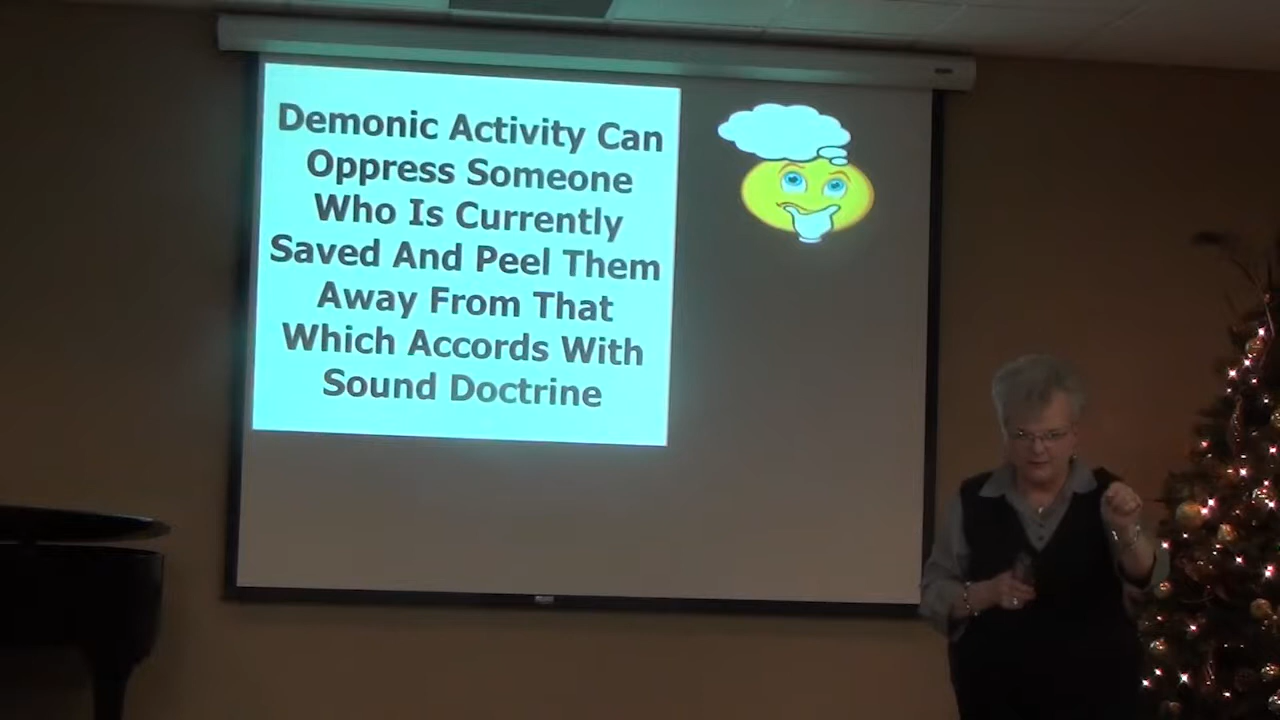 Demonic Activity Can
Oppress Someone
Who Is Currently
Saved And Peel Them
Away From That
Which Accords With
Sound Doctrine